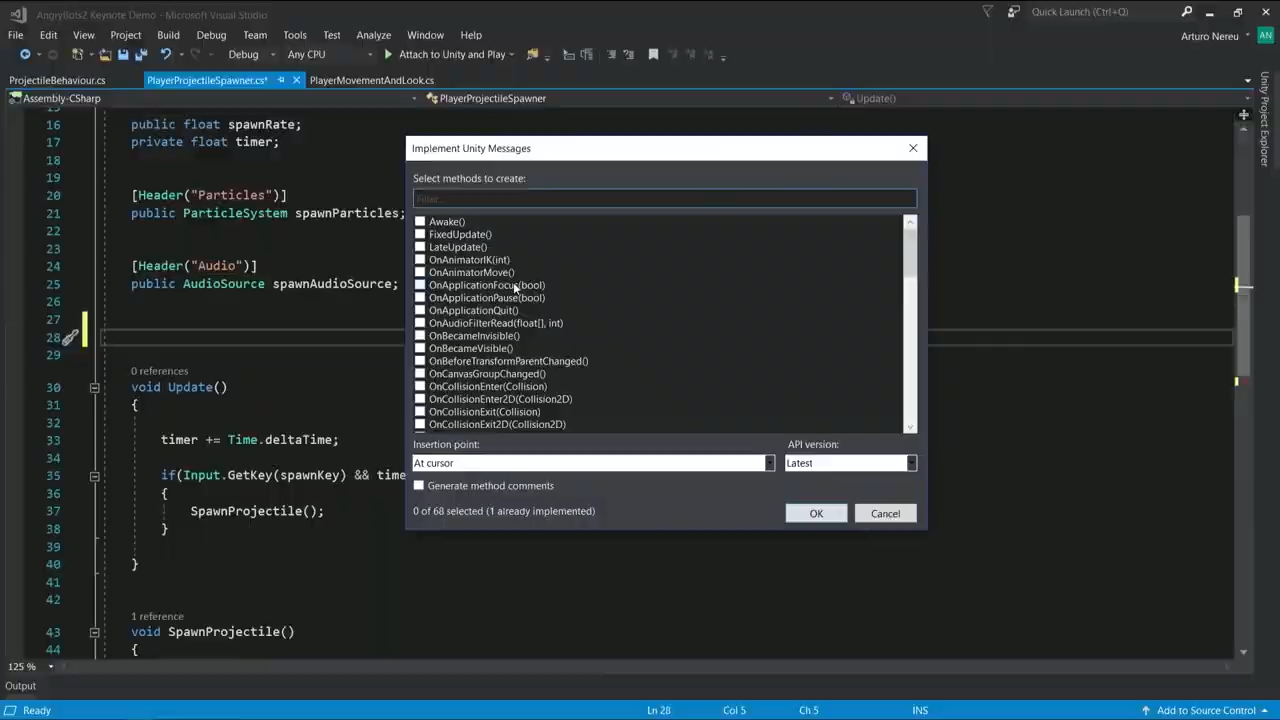 AngryBots2 Keynote Demo - Microsoft Visual Studio
Quick Launch (Ctrl+Q)
File Edit View Project Build Debug Team Tools Test Analyze Window Help
Arturo Nereu AN
Debug Any CPU Attach to Unity and Play
ProjectileBehaviour.cs PlayerProjectileSpawner.cs* PlayerMovementAndLook.cs
Assembly-CSharp PlayerProjectileSpawner Update()
Unity Project Explorer
16 public float spawnRate;
17 private float timer;
18
19
20 [Header("Particles")]
21 public ParticleSystem spawnParticles;
22
23
24 [Header("Audio")]
25 public AudioSource spawnAudioSource;
26
27
28
29
0 references
30 void Update()
31 {
32
33 timer += Time.deltaTime;
34
35 if(Input.GetKey(spawnKey) && time
36 {
37 SpawnProjectile();
38 }
39
40 }
41
42
1 reference
43 void SpawnProjectile()
44 {
Implement Unity Messages
Select methods to create:
Filter...
Awake()
FixedUpdate()
LateUpdate()
OnAnimatorIK(int)
OnAnimatorMove()
OnApplicationFocus(bool)
OnApplicationPause(bool)
OnApplicationQuit()
OnAudioFilterRead(float[], int)
OnBecameInvisible()
OnBecameVisible()
OnBeforeTransformParentChanged()
OnCanvasGroupChanged()
OnCollisionEnter(Collision)
OnCollisionEnter2D(Collision2D)
OnCollisionExit(Collision)
OnCollisionExit2D(Collision2D)
Insertion point: API version:
At cursor Latest
Generate method comments
0 of 68 selected (1 already implemented)
OK Cancel
125 %
Output
Ready Ln 28 Col 5 Ch 5 INS Add to Source Control